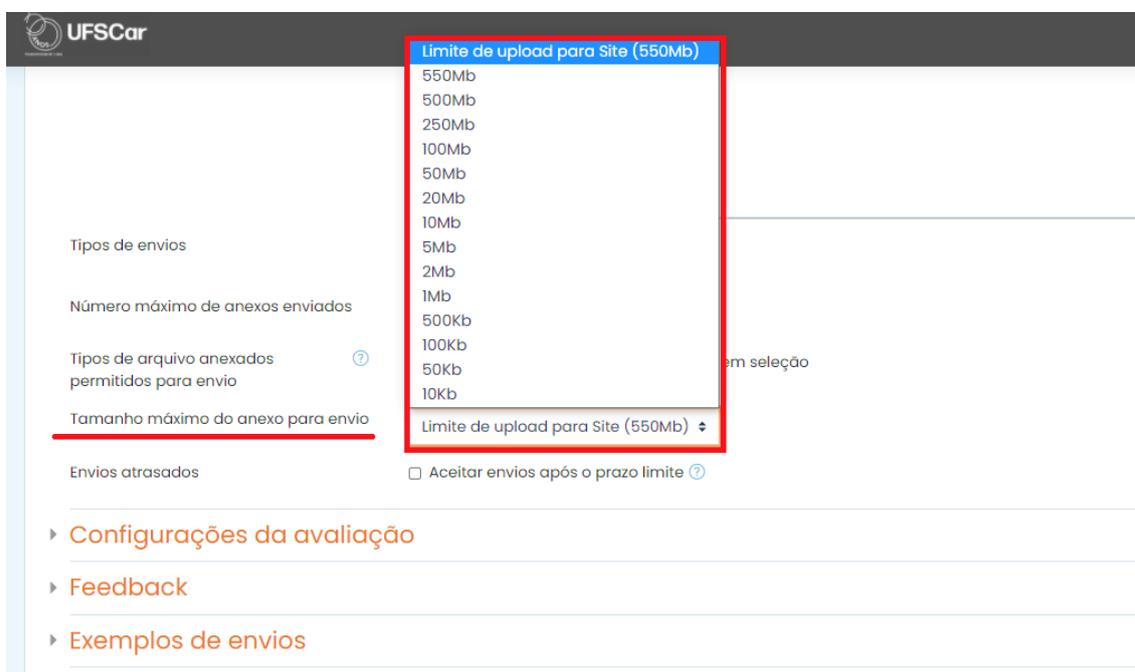 UFSCar
Limite de upload para Site (550Mb)
550Mb
500Mb
250Mb
100Mb
50Mb
20Mb
10Mb
5Mb
2Mb
1Mb
500Kb
100Kb
50Kb
10Kb
Tipos de envios
Número máximo de anexos enviados
Tipos de arquivo anexados
permitidos para envio
em seleção
Tamanho máximo do anexo para envio
Limite de upload para Site (550Mb)
Envios atrasados
Aceitar envios após o prazo limite
Configurações da avaliação
Feedback
Exemplos de envios